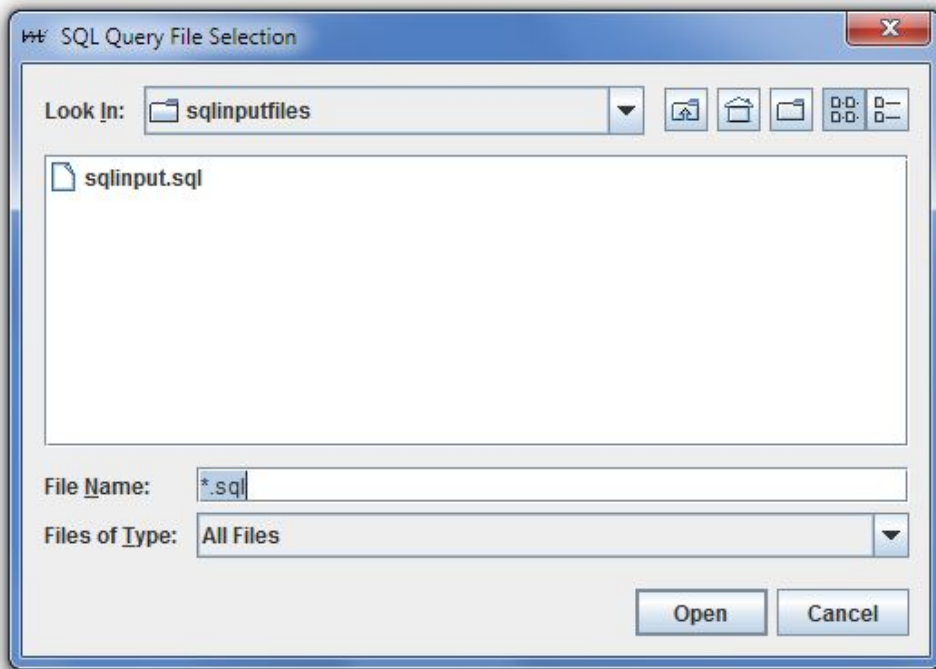 SQL Query File Selection
Look In: sqlinputfiles
sqlinput.sql
File Name: *.sql
Files of Type: All Files
Open Cancel